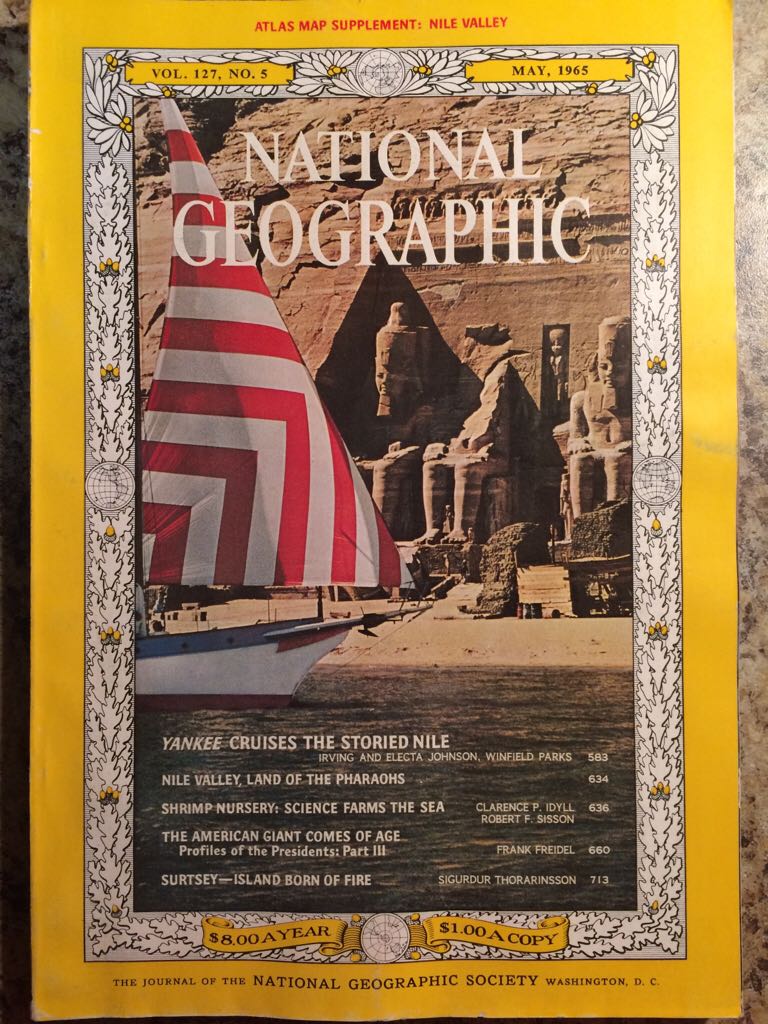 ATLAS MAP SUPPLEMENT: NILE VALLEY
VOL. 127, NO. 5
MAY, 1965
NATIONAL
GEOGRAPHIC
YANKEE CRUISES THE STORIED NILE
IRVING AND ELECTA JOHNSON, WINFIELD PARKS 583
NILE VALLEY, LAND OF THE PHARAOHS 634
SHRIMP NURSERY: SCIENCE FARMS THE SEA CLARENCE P. IDYLL 636
ROBERT F. SISSON
THE AMERICAN GIANT COMES OF AGE
Profiles of the Presidents: Part III FRANK FREIDEL 660
SURTSEY—ISLAND BORN OF FIRE SIGURDUR THORARINSSON 713
$8.00 A YEAR
$1.00 A COPY
THE JOURNAL OF THE NATIONAL GEOGRAPHIC SOCIETY WASHINGTON, D. C.